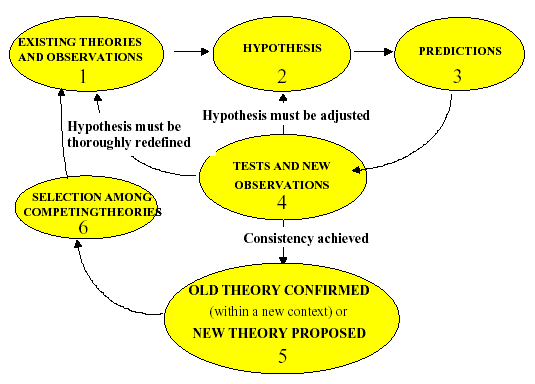 EXISTING THEORIES
AND OBSERVATIONS
1
HYPOTHESIS
2
PREDICTIONS
3
Hypothesis must be
thoroughly redefined
Hypothesis must be adjusted
TESTS AND NEW
OBSERVATIONS
4
SELECTION AMONG
COMPETINGTHEORIES
6
Consistency achieved
OLD THEORY CONFIRMED
(within a new context) or
NEW THEORY PROPOSED
5